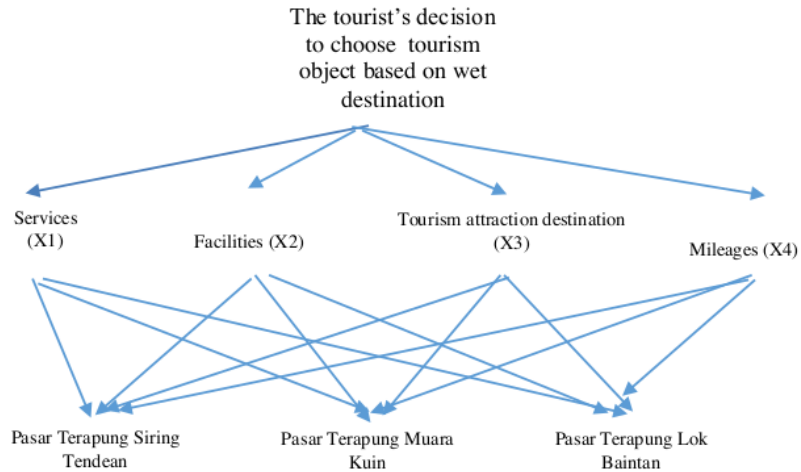 The tourist's decision
to choose tourism
object based on wet
destination
Services
(X1)
Facilities (X2)
Tourism attraction destination
(X3)
Mileages (X4)
Pasar Terapung Siring
Tendean
Pasar Terapung Muara
Kuin
Pasar Terapung Lok
Baintan